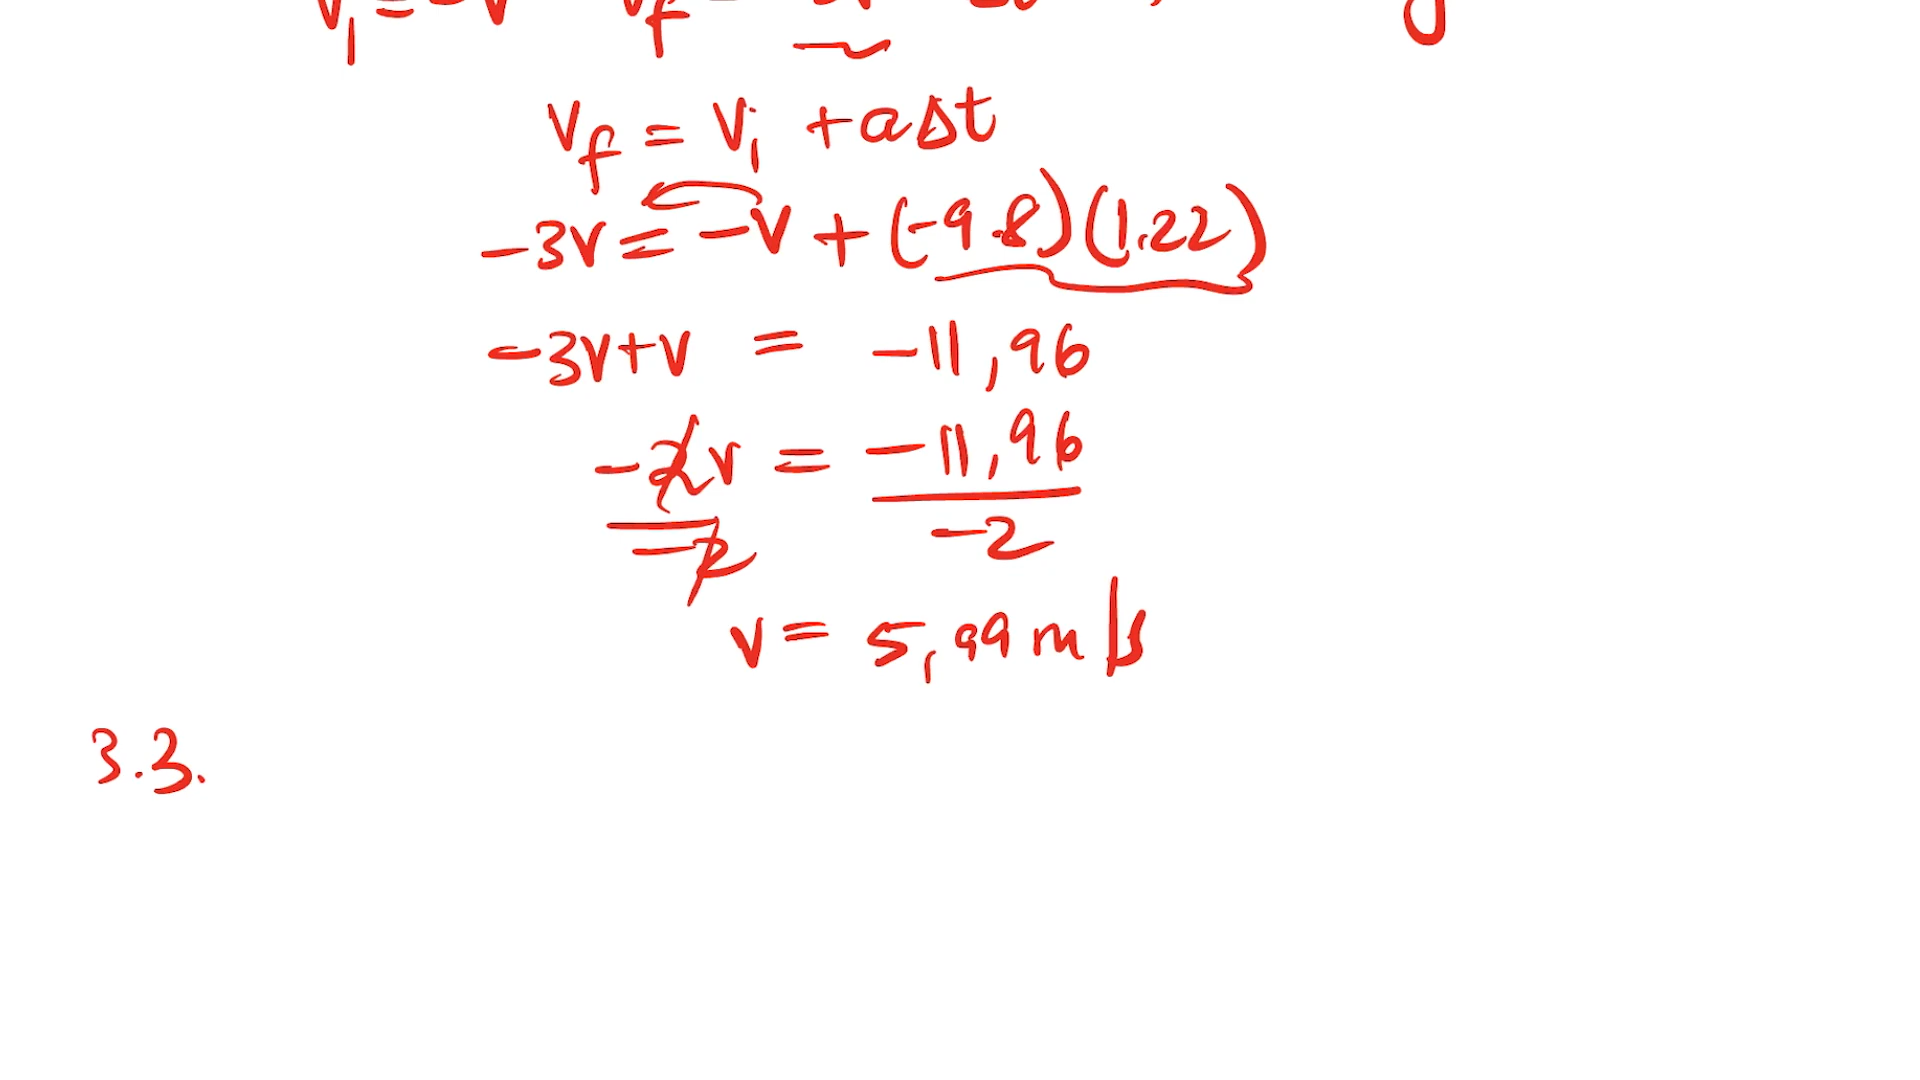 vf = vi + aΔt
-3v = -v + (-9.8)(1.22)
-3v+v = -11,96
-2v = -11,96
-2 -2
v = 5,99 m/s
3.3.